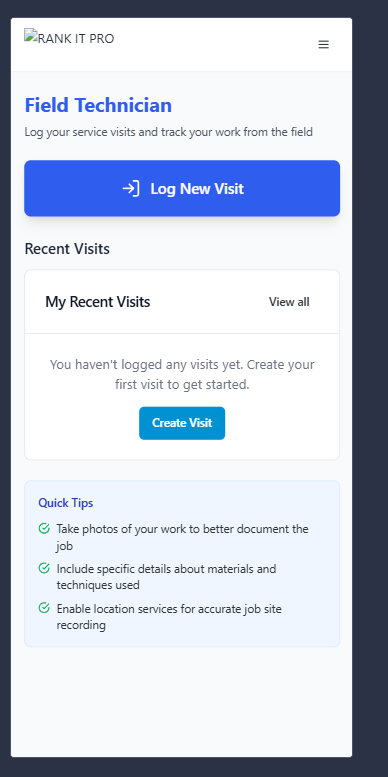 RANK IT PRO
Field Technician
Log your service visits and track your work from the field
Log New Visit
Recent Visits
My Recent Visits
View all
You haven't logged any visits yet. Create your
first visit to get started.
Create Visit
Quick Tips
Take photos of your work to better document the
job
Include specific details about materials and
techniques used
Enable location services for accurate job site
recording